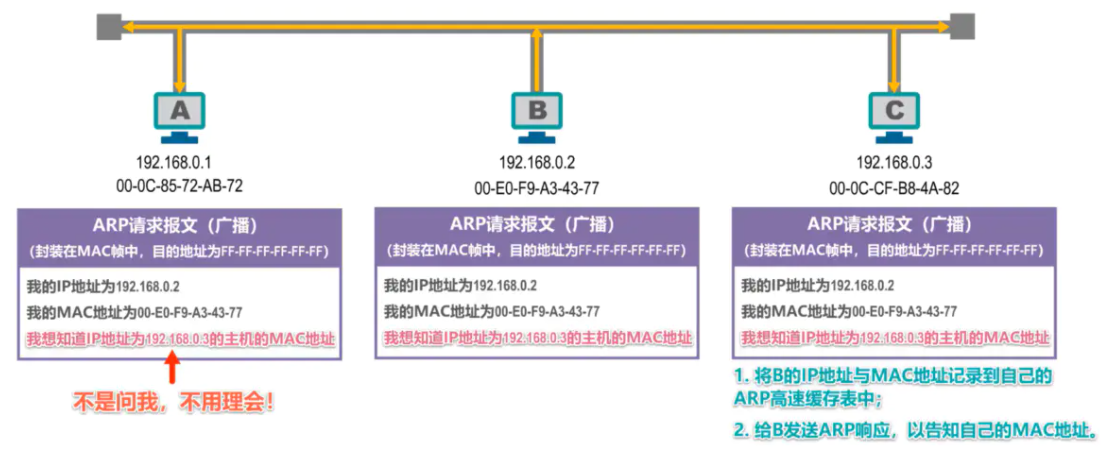 A
B
C
192.168.0.1
00-0C-85-72-AB-72
192.168.0.2
00-E0-F9-A3-43-77
192.168.0.3
00-0C-CF-B8-4A-82
ARP请求报文（广播）
（封装在MAC帧中，目的地址为FF-FF-FF-FF-FF-FF）
我的IP地址为192.168.0.2
我的MAC地址为00-E0-F9-A3-43-77
我想知道IP地址为192.168.0.3的主机的MAC地址
不是问我，不用理会！
ARP请求报文（广播）
（封装在MAC帧中，目的地址为FF-FF-FF-FF-FF-FF）
我的IP地址为192.168.0.2
我的MAC地址为00-E0-F9-A3-43-77
我想知道IP地址为192.168.0.3的主机的MAC地址
ARP请求报文（广播）
（封装在MAC帧中，目的地址为FF-FF-FF-FF-FF-FF）
我的IP地址为192.168.0.2
我的MAC地址为00-E0-F9-A3-43-77
我想知道IP地址为192.168.0.3的主机的MAC地址
1. 将B的IP地址与MAC地址记录到自己的
ARP高速缓存表中；
2. 给B发送ARP响应，以告知自己的MAC地址。